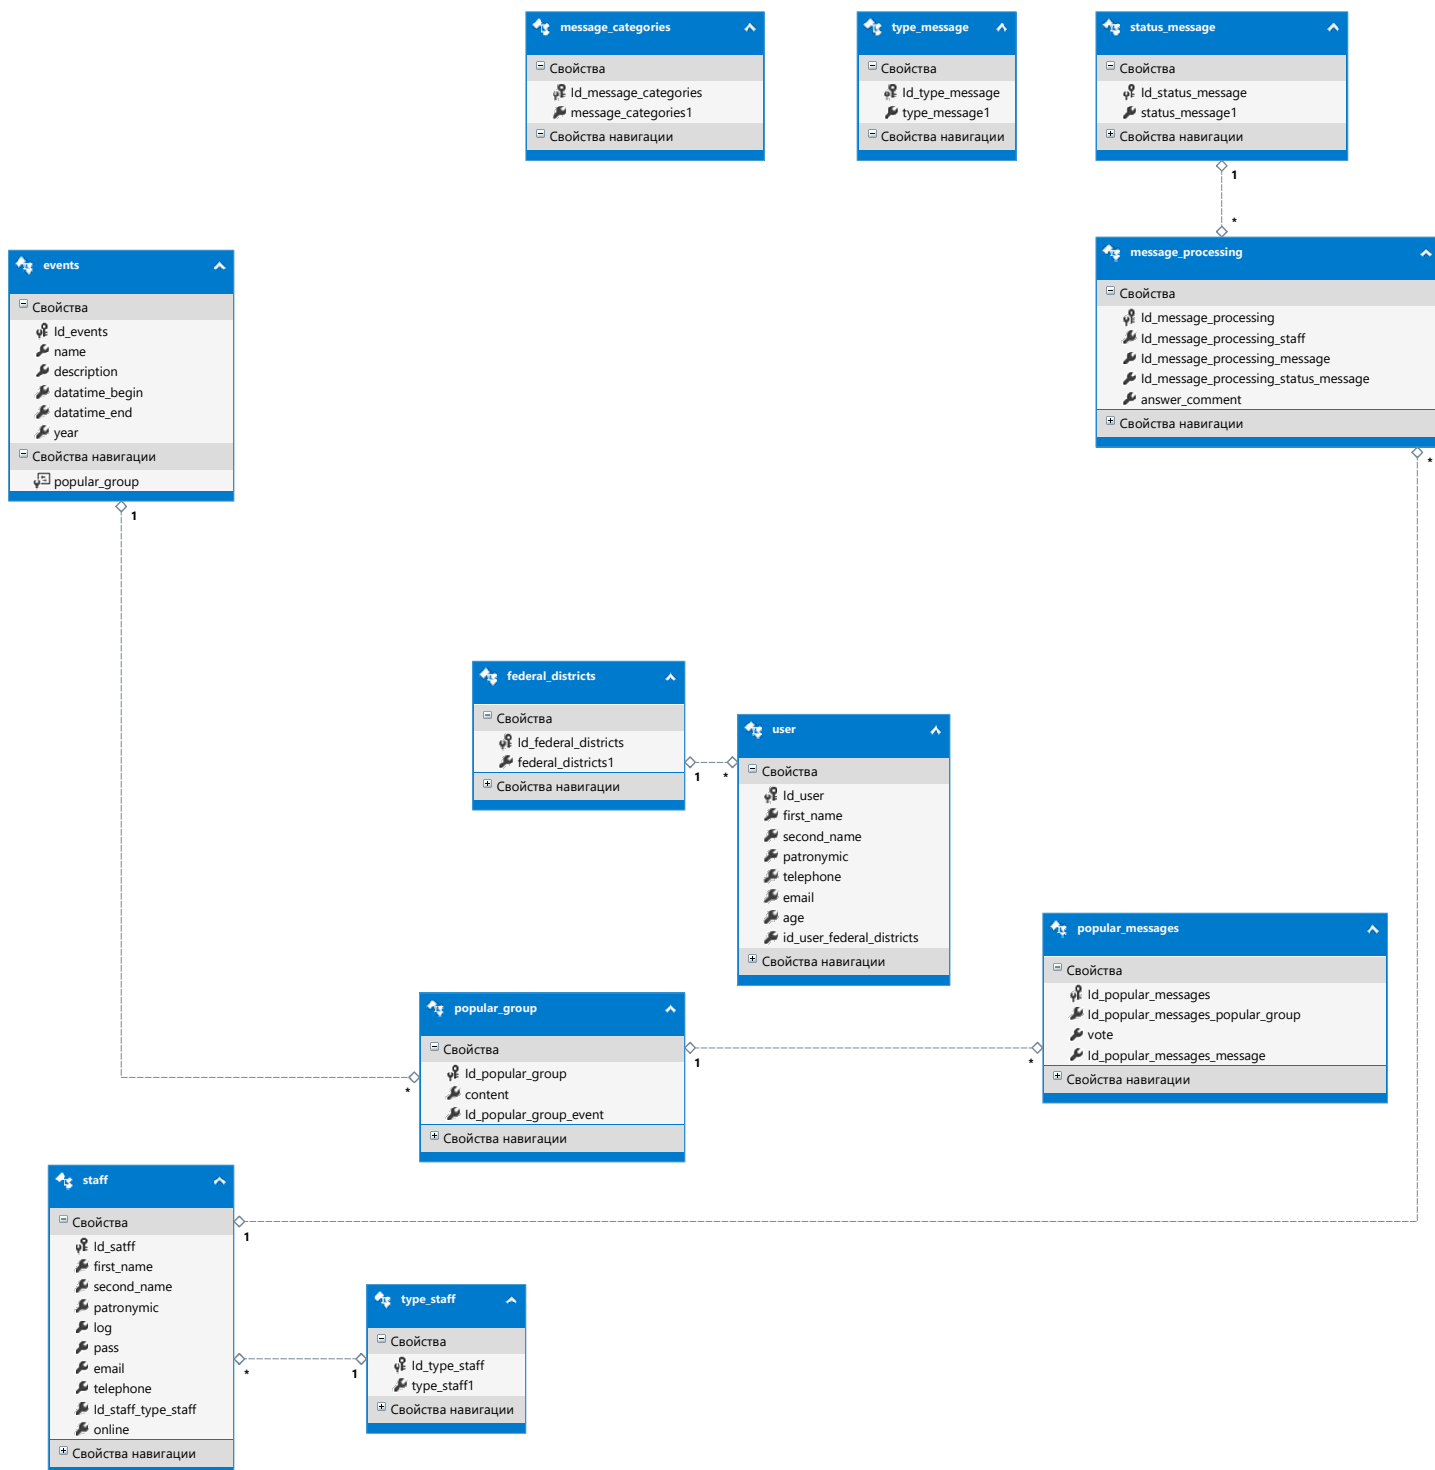 message_categories
Свойства
Id_message_categories
message_categories1
Свойства навигации
type_message
Свойства
Id_type_message
type_message1
Свойства навигации
status_message
Свойства
Id_status_message
status_message1
Свойства навигации
1
*
message_processing
Свойства
Id_message_processing
Id_message_processing_staff
Id_message_processing_message
Id_message_processing_status_message
answer_comment
Свойства навигации
*
events
Свойства
Id_events
name
description
datatime_begin
datatime_end
year
Свойства навигации
popular_group
1
federal_districts
Свойства
Id_federal_districts
federal_districts1
Свойства навигации
1
*
user
Свойства
Id_user
first_name
second_name
patronymic
telephone
email
age
id_user_federal_districts
Свойства навигации
popular_messages
Свойства
Id_popular_messages
Id_popular_messages_popular_group
vote
Id_popular_messages_message
Свойства навигации
*
popular_group
Свойства
Id_popular_group
content
Id_popular_group_event
Свойства навигации
1
*
staff
Свойства
Id_satff
first_name
second_name
patronymic
log
pass
email
telephone
Id_staff_type_staff
online
Свойства навигации
1
*
1
type_staff
Свойства
Id_type_staff
type_staff1
Свойства навигации